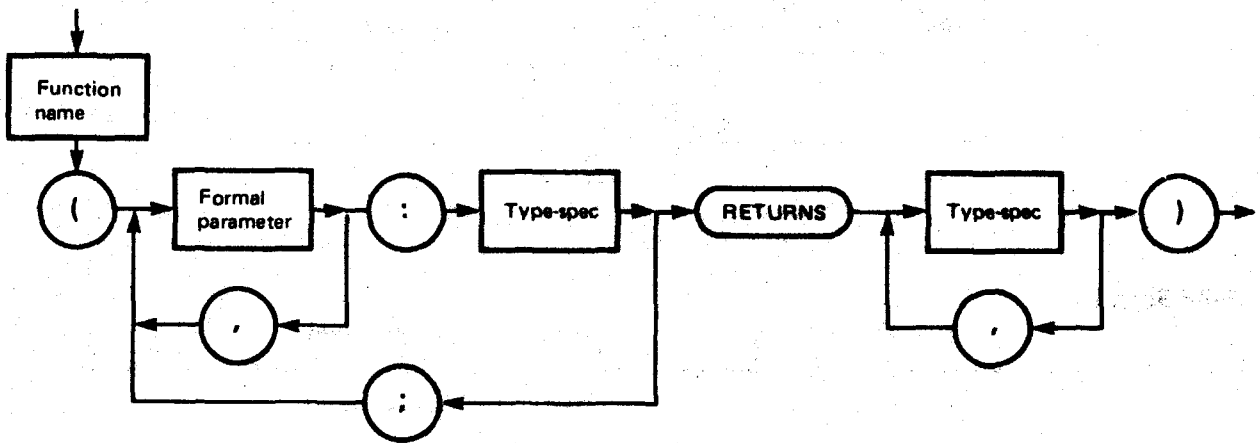 Function
name
(
Formal
parameter
:
Type-spec
RETURNS
Type-spec
)
,
,
;